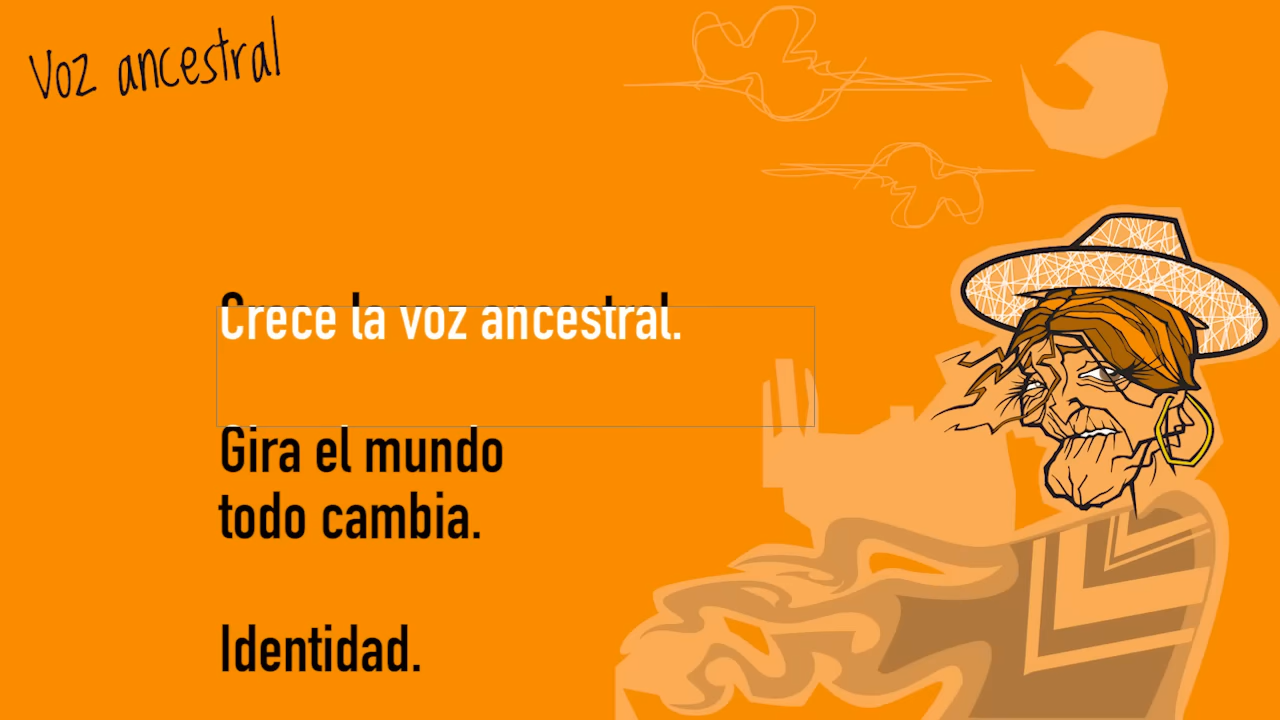 Voz ancestral
Crece la voz ancestral.
Gira el mundo
todo cambia.
Identidad.